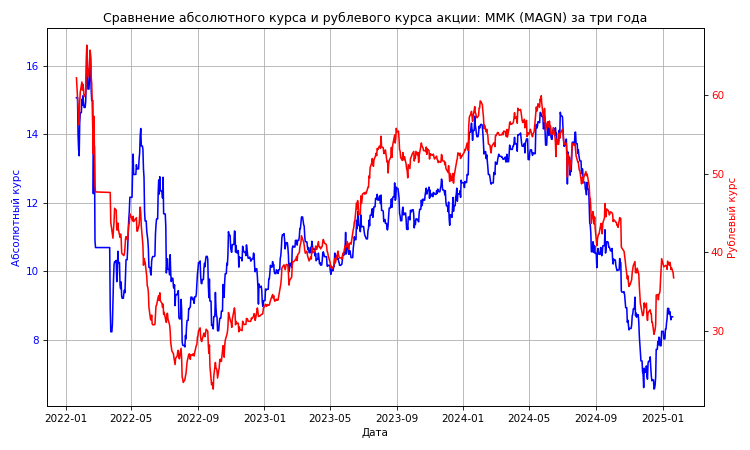 Сравнение абсолютного курса и рублевого курса акции: ММК (MAGN) за три года
Абсолютный курс
16
14
12
10
8
Рублевый курс
60
50
40
30
2022-01 2022-05 2022-09 2023-01 2023-05 2023-09 2024-01 2024-05 2024-09 2025-01
Дата